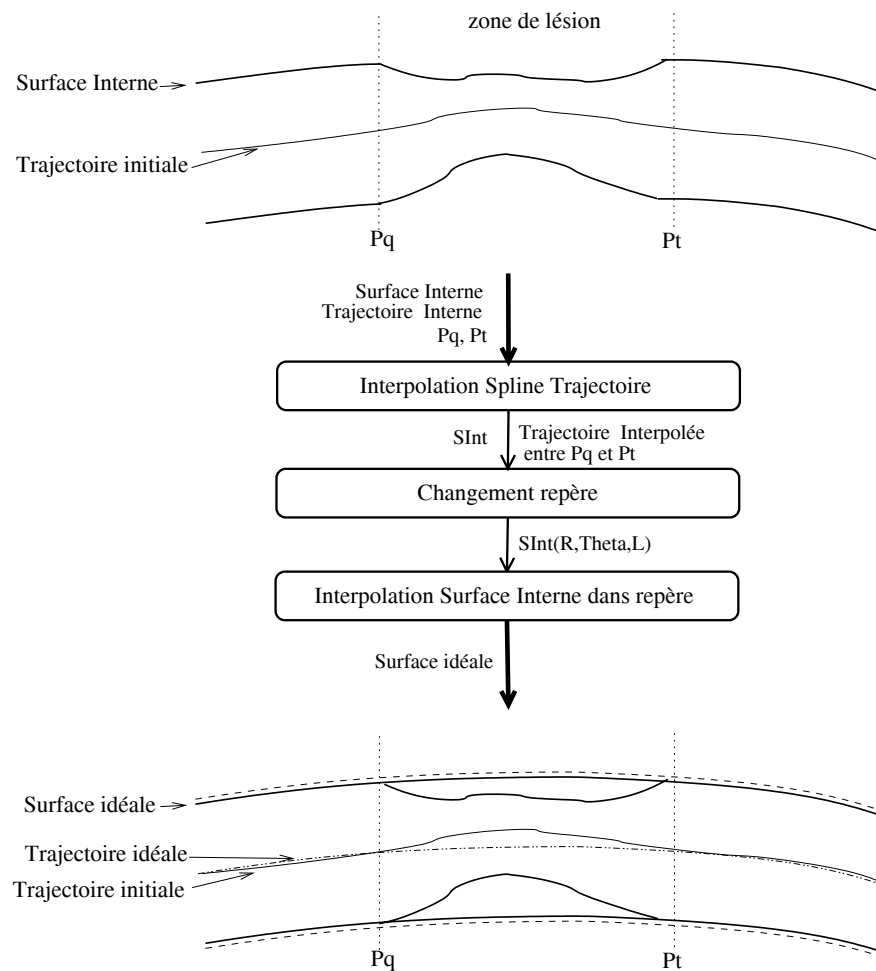 zone de lésion
Surface Interne
Trajectoire initiale
Pq
Pt
Surface Interne
Trajectoire Interne
Pq, Pt
Interpolation Spline Trajectoire
SInt
Trajectoire Interpolée
entre Pq et Pt
Changement repère
SInt(R,Theta,L)
Interpolation Surface Interne dans repère
Surface idéale
Surface idéale
Trajectoire idéale
Trajectoire initiale
Pq
Pt